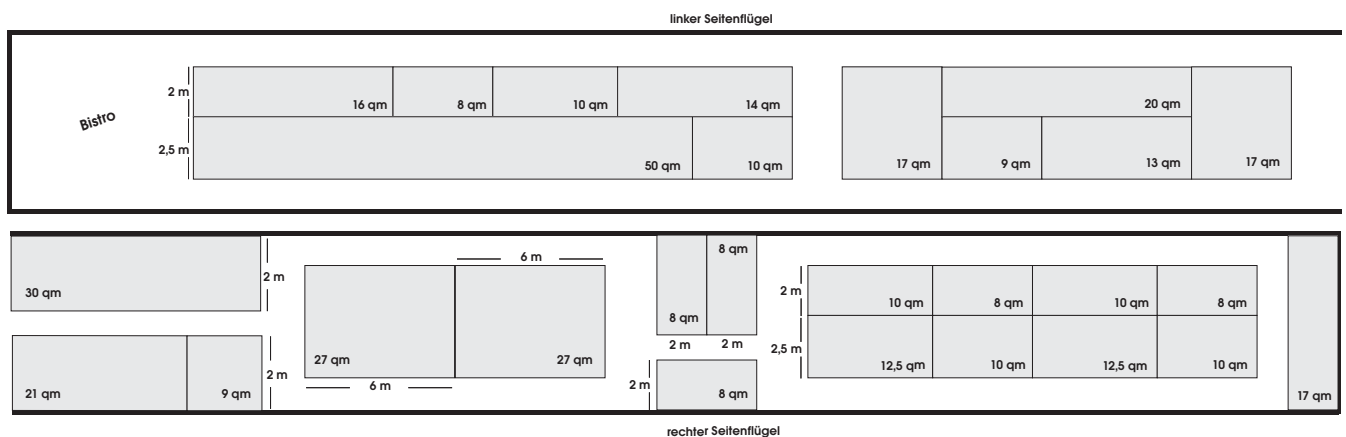 linker Seitenflügel
Bistro
2 m
16 qm
8 qm
10 qm
14 qm
2,5 m
50 qm
10 qm
17 qm
20 qm
9 qm
13 qm
17 qm
30 qm
2 m
21 qm
9 qm
2 m
6 m
27 qm
27 qm
6 m
8 qm
8 qm
2 m
2 m
2 m
8 qm
2 m
10 qm
8 qm
10 qm
8 qm
2,5 m
12,5 qm
10 qm
12,5 qm
10 qm
17 qm
rechter Seitenflügel